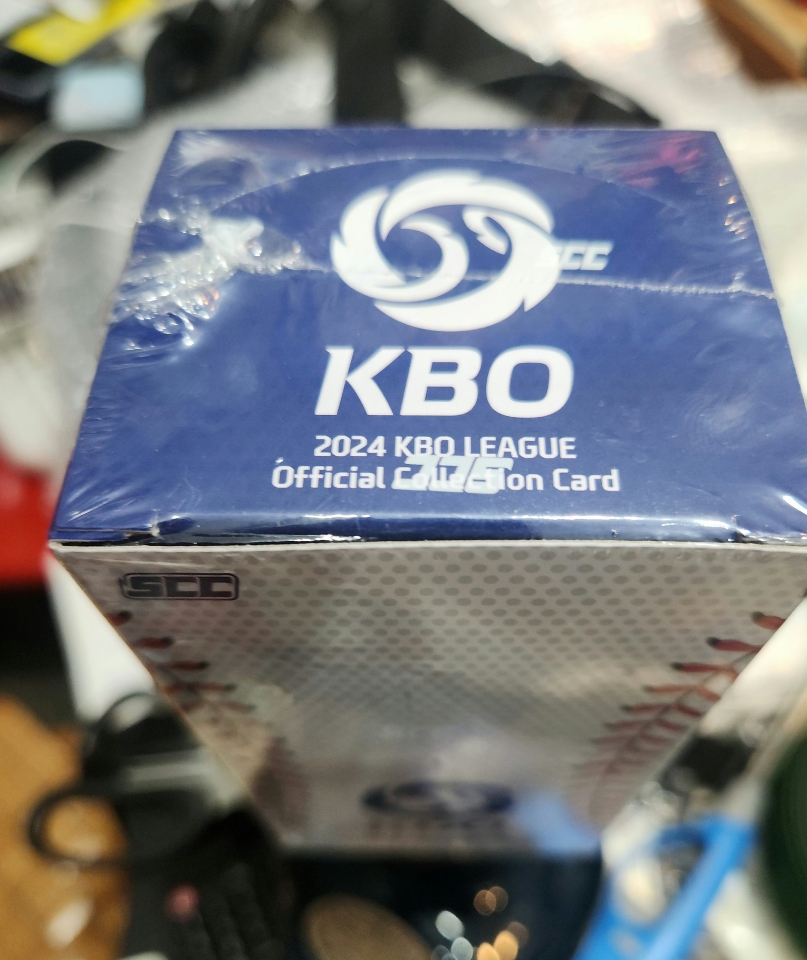 SCC
KBO
2024 KBO LEAGUE
Official Collection Card
SCC